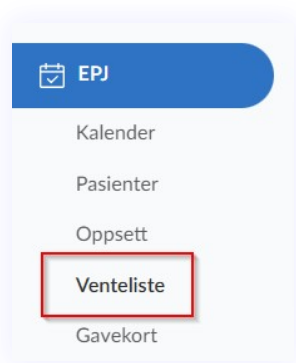 EPJ
Kalender
Pasienter
Oppsett
Venteliste
Gavekort